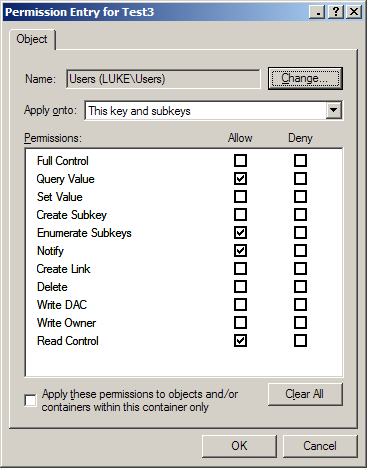 Permission Entry for Test3
Object
Name: Users (LUKE\Users) Change...
Apply onto: This key and subkeys
Permissions: Allow Deny
Full Control
Query Value
Set Value
Create Subkey
Enumerate Subkeys
Notify
Create Link
Delete
Write DAC
Write Owner
Read Control
Apply these permissions to objects and/or
containers within this container only
Clear All
OK Cancel